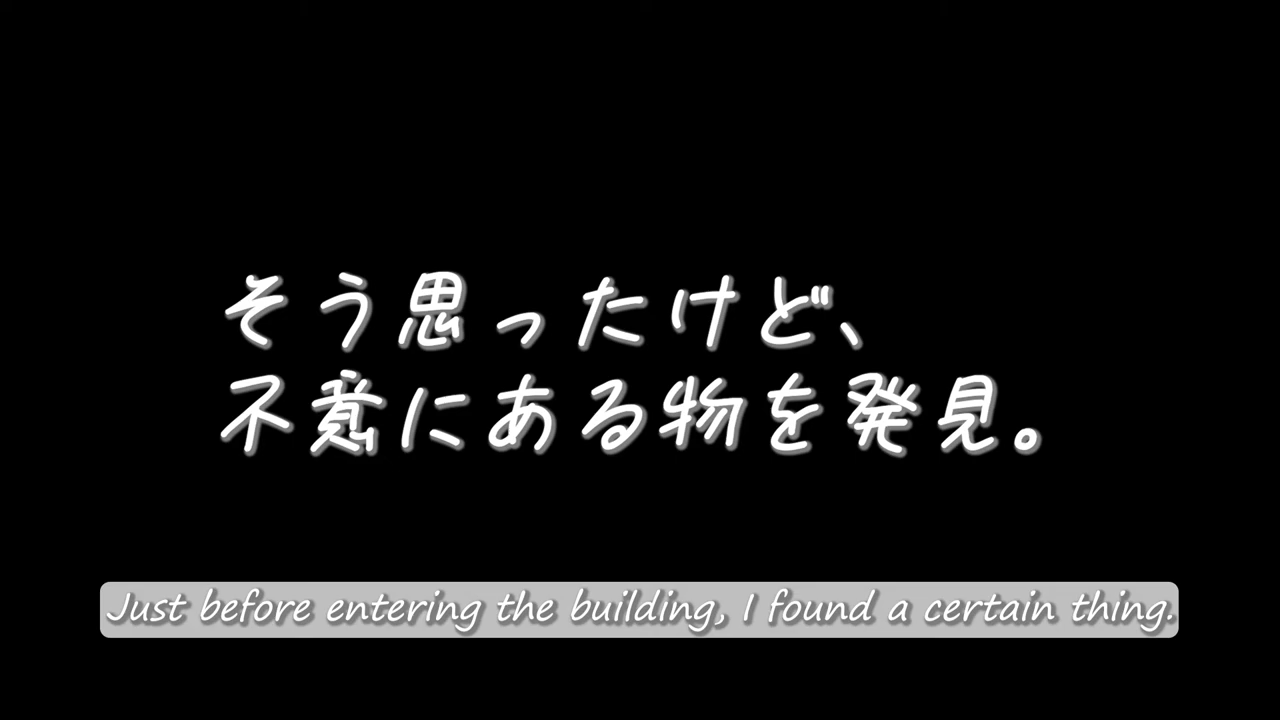 そう思ったけど、
不意にある物を発見。
Just before entering the building, I found a certain thing.